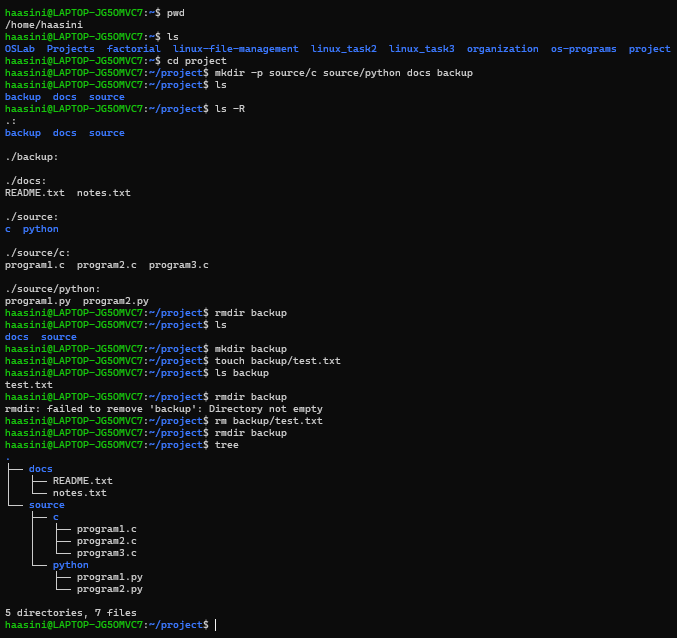 haasini@LAPTOP-JG5OMVC7:~$ pwd
/home/haasini
haasini@LAPTOP-JG5OMVC7:~$ ls
OSLab  Projects  factorial  linux-file-management  linux_task2  linux_task3  organization  os-programs  project
haasini@LAPTOP-JG5OMVC7:~$ cd project
haasini@LAPTOP-JG5OMVC7:~/project$ mkdir -p source/c source/python docs backup
haasini@LAPTOP-JG5OMVC7:~/project$ ls
backup  docs  source
haasini@LAPTOP-JG5OMVC7:~/project$ ls -R
.:
backup  docs  source

./backup:

./docs:
README.txt  notes.txt

./source:
c  python

./source/c:
program1.c  program2.c  program3.c

./source/python:
program1.py  program2.py
haasini@LAPTOP-JG5OMVC7:~/project$ rmdir backup
haasini@LAPTOP-JG5OMVC7:~/project$ ls
docs  source
haasini@LAPTOP-JG5OMVC7:~/project$ mkdir backup
haasini@LAPTOP-JG5OMVC7:~/project$ touch backup/test.txt
haasini@LAPTOP-JG5OMVC7:~/project$ ls backup
test.txt
haasini@LAPTOP-JG5OMVC7:~/project$ rmdir backup
rmdir: failed to remove 'backup': Directory not empty
haasini@LAPTOP-JG5OMVC7:~/project$ rm backup/test.txt
haasini@LAPTOP-JG5OMVC7:~/project$ rmdir backup
haasini@LAPTOP-JG5OMVC7:~/project$ tree
.
├── docs
│   ├── README.txt
│   └── notes.txt
└── source
    ├── c
    │   ├── program1.c
    │   ├── program2.c
    │   └── program3.c
    └── python
        ├── program1.py
        └── program2.py

5 directories, 7 files
haasini@LAPTOP-JG5OMVC7:~/project$